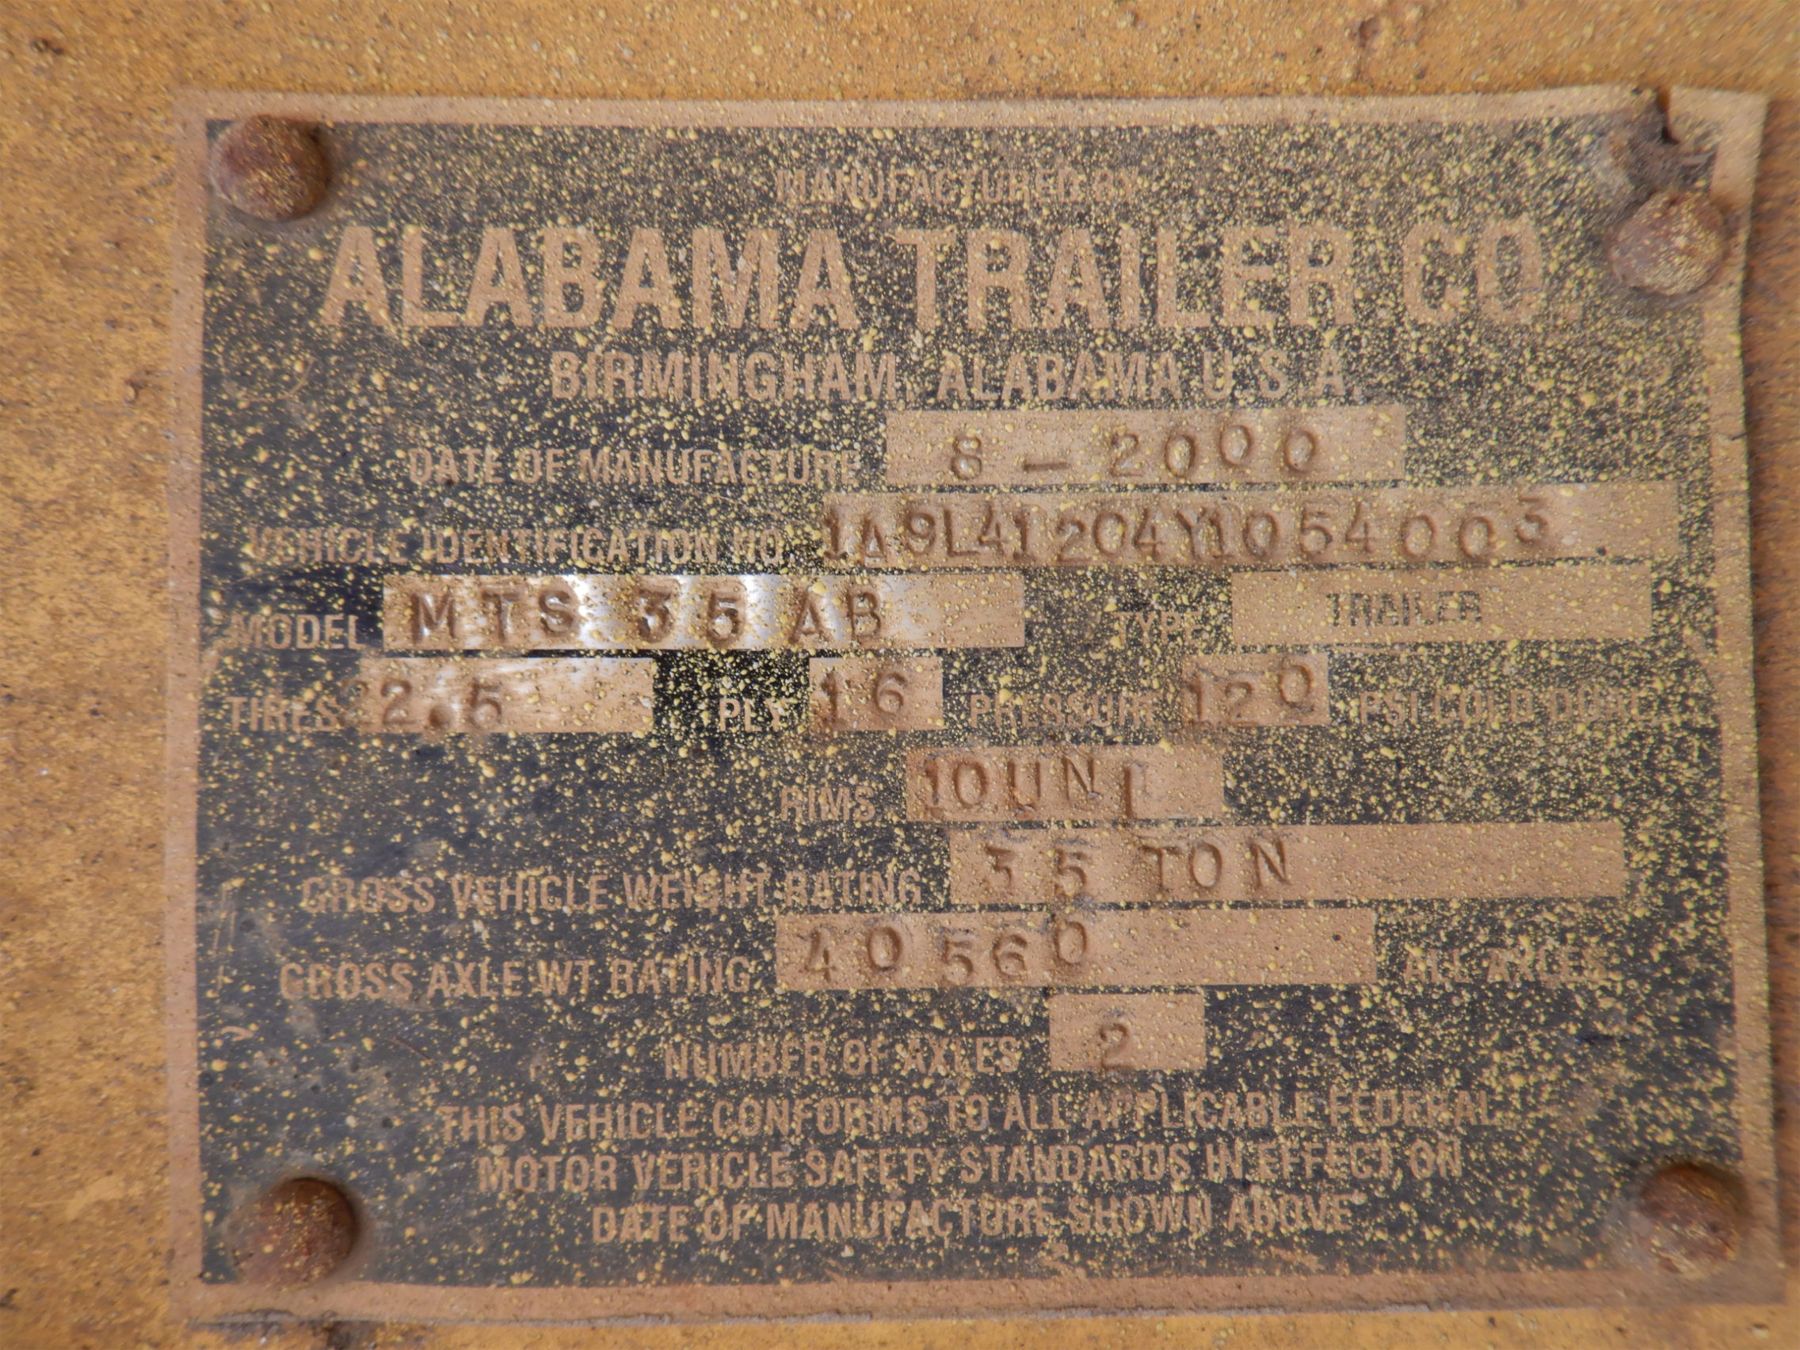 MANUFACTURED BY
ALABAMA TRAILER CO.
BIRMINGHAM, ALABAMA U.S.A.
DATE OF MANUFACTURE 8-2000
VEHICLE IDENTIFICATION NO. 1A9L41204Y1054003
MODEL MTS 35 AB TYPE TRAILER
TIRES 22.5 PLY 16 PRESSURE 120 PSI COLD DUAL
RIMS 10UNI
GROSS VEHICLE WEIGHT RATING 35 TON
GROSS AXLE WT RATING 40560 ALL AXLES
NUMBER OF AXLES 2
THIS VEHICLE CONFORMS TO ALL APPLICABLE FEDERAL
MOTOR VEHICLE SAFETY STANDARDS IN EFFECT ON
DATE OF MANUFACTURE SHOWN ABOVE